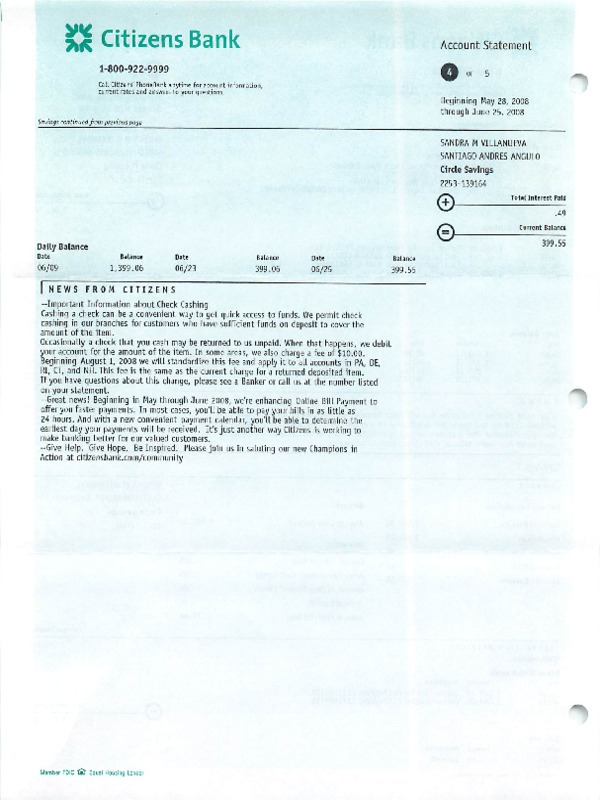 Citizens Bank
1-800-922-9999
Call Citizens' PhoneBank anytime for account information,
current rates and answers to your questions.
Account Statement
4 of 5
Beginning May 28, 2008
through June 25, 2008
Savings continued from previous page
SANDRA M VILLANUEVA
SANTIAGO ANDRES ANGULO
Circle Savings
2253-139164
+ Total Interest Paid
.49
= Current Balance
399.55
Daily Balance
Date Balance Date Balance Date Balance
06/09 1,399.06 06/23 399.06 06/25 399.55
NEWS FROM CITIZENS
--Important Information about Check Cashing
Cashing a check can be a convenient way to get quick access to funds. We permit check
cashing in our branches for customers who have sufficient funds on deposit to cover the
amount of the item.
Occasionally a check that you cash may be returned to us unpaid. When that happens, we debit
your account for the amount of the item. In some areas, we also charge a fee of $10.00.
Beginning August 1, 2008 we will standardize this fee and apply it to all accounts in PA, DE,
RI, CT, and NH. This fee is the same as the current charge for a returned deposited item.
If you have questions about this change, please see a Banker or call us at the number listed
on your statement.
--Great news! Beginning in May through June 2008, we're enhancing Online Bill Payment to
offer you faster payments. In most cases, you'll be able to pay your bills in as little as
24 hours. And with a new convenient payment calendar, you'll be able to determine the
earliest day your payments will be received. It's just another way Citizens is working to
make banking better for our valued customers.
--Give Help. Give Hope. Be Inspired. Please join us in saluting our new Champions in
Action at citizensbank.com/community
Member FDIC Equal Housing Lender